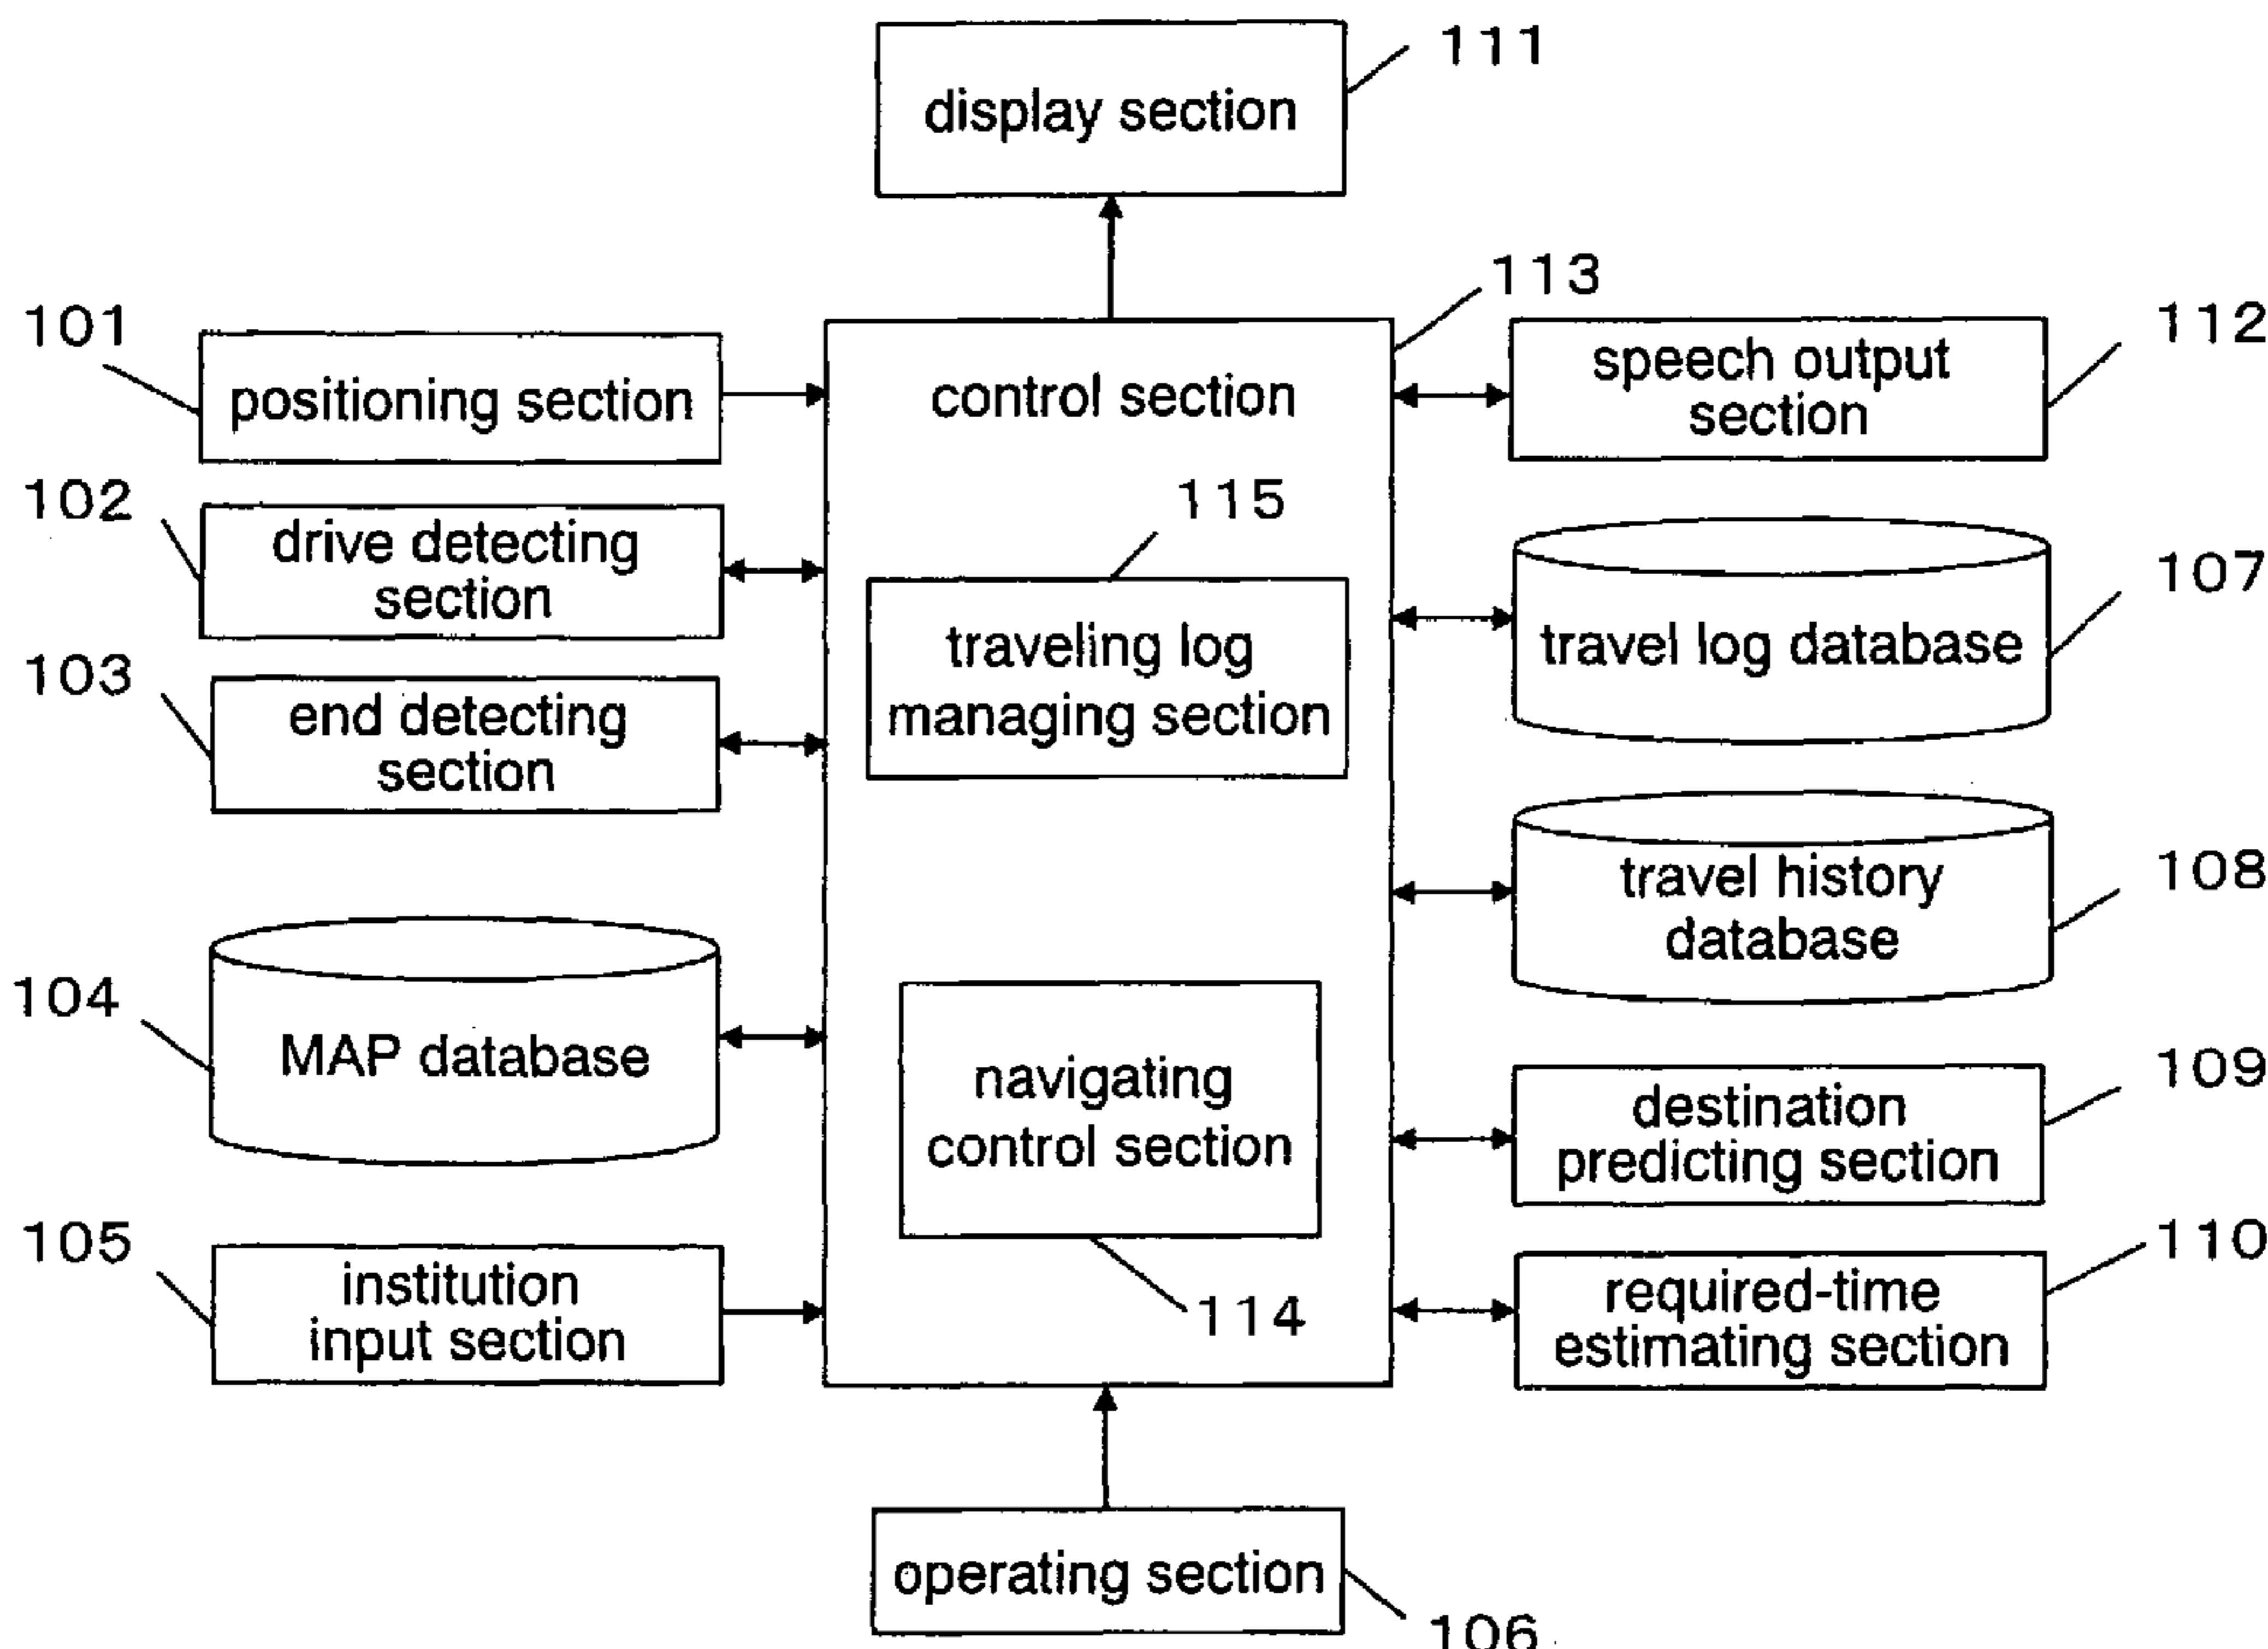 111
display section
113
101
positioning section
control section
speech output
section
112
102
drive detecting
section
115
travel log database
107
103
end detecting
section
traveling log
managing section
travel history
database
108
104
MAP database
navigating
control section
114
destination
predicting section
109
105
institution
input section
required-time
estimating section
110
operating section
106